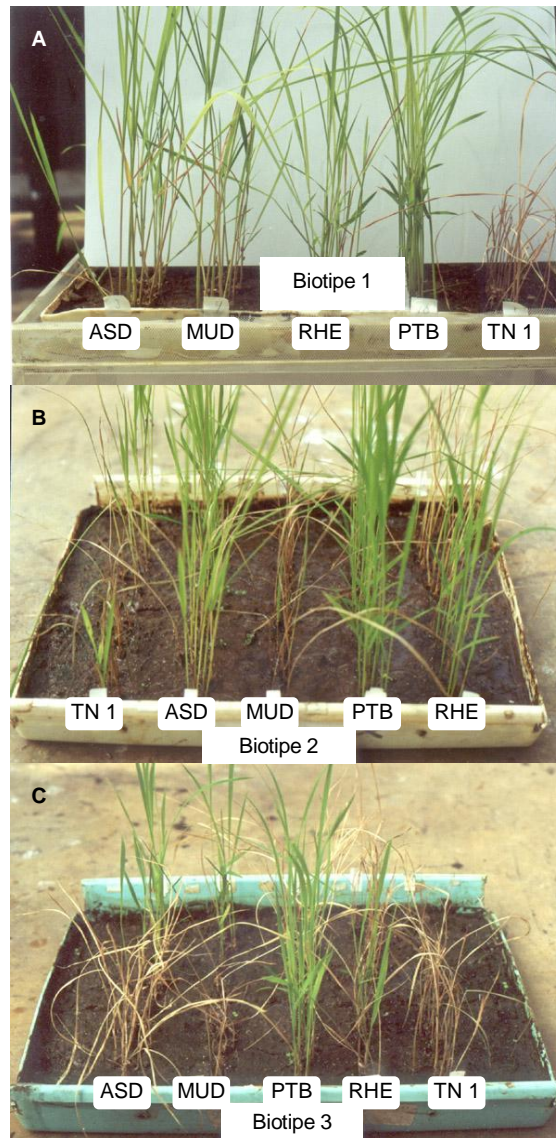 A
Biotipe 1
ASD MUD RHE PTB TN 1
B
TN 1 ASD MUD PTB RHE
Biotipe 2
C
ASD MUD PTB RHE TN 1
Biotipe 3